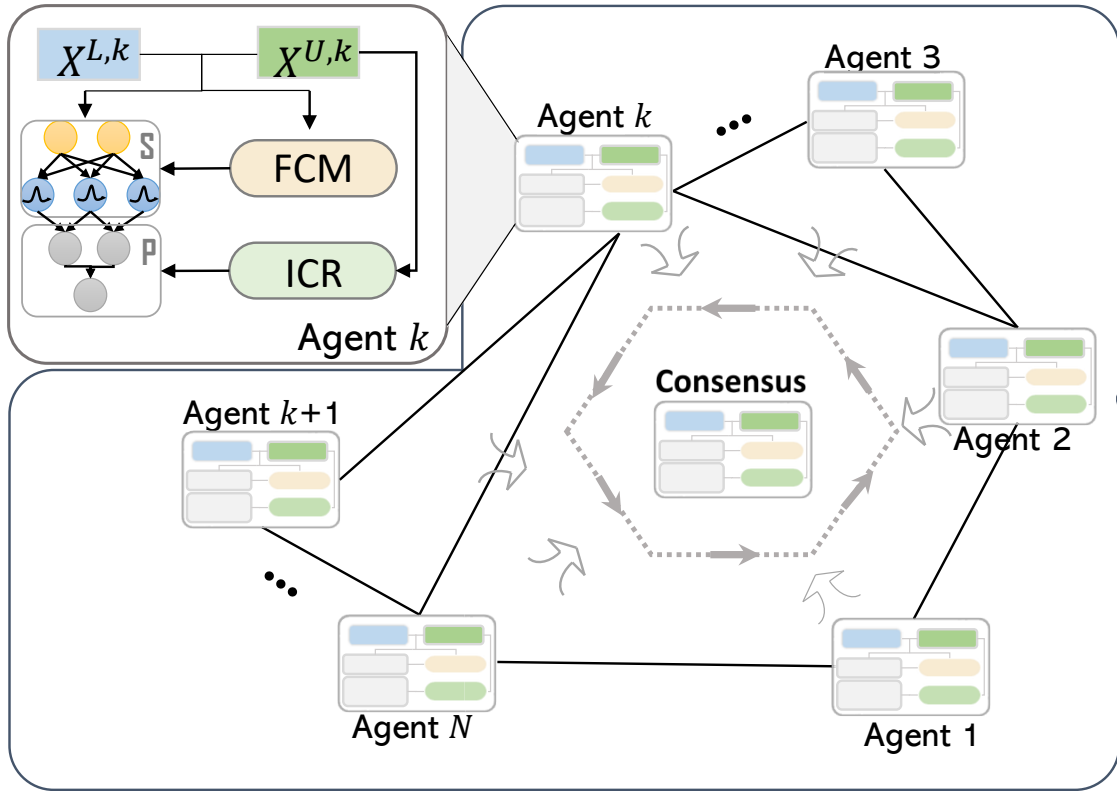 X^{L,k}
X^{U,k}
S
FCM
P
ICR
Agent k
Agent k
Agent 3
Agent 2
Consensus
Agent k+1
Agent N
Agent 1